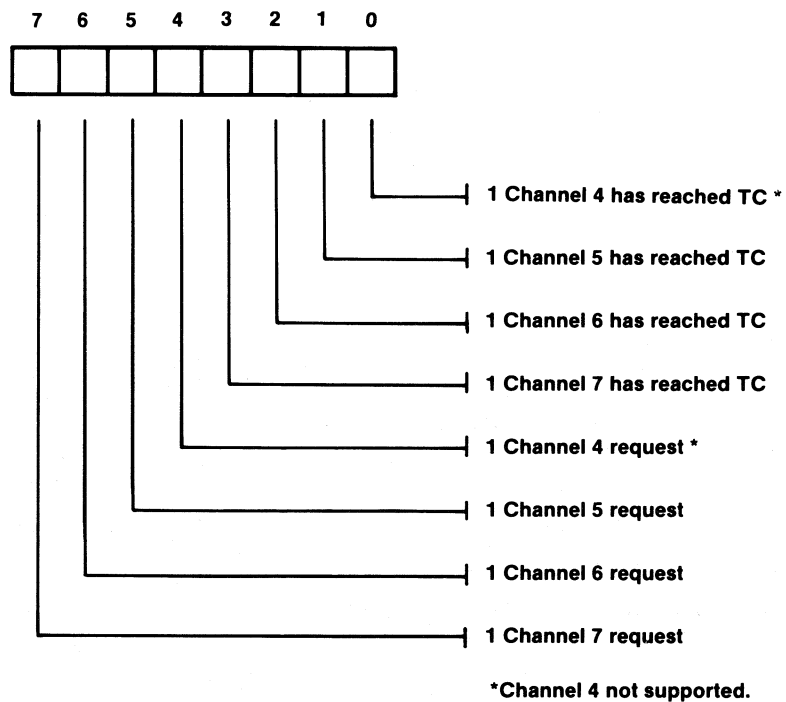 7 6 5 4 3 2 1 0
1 Channel 4 has reached TC *
1 Channel 5 has reached TC
1 Channel 6 has reached TC
1 Channel 7 has reached TC
1 Channel 4 request *
1 Channel 5 request
1 Channel 6 request
1 Channel 7 request
*Channel 4 not supported.